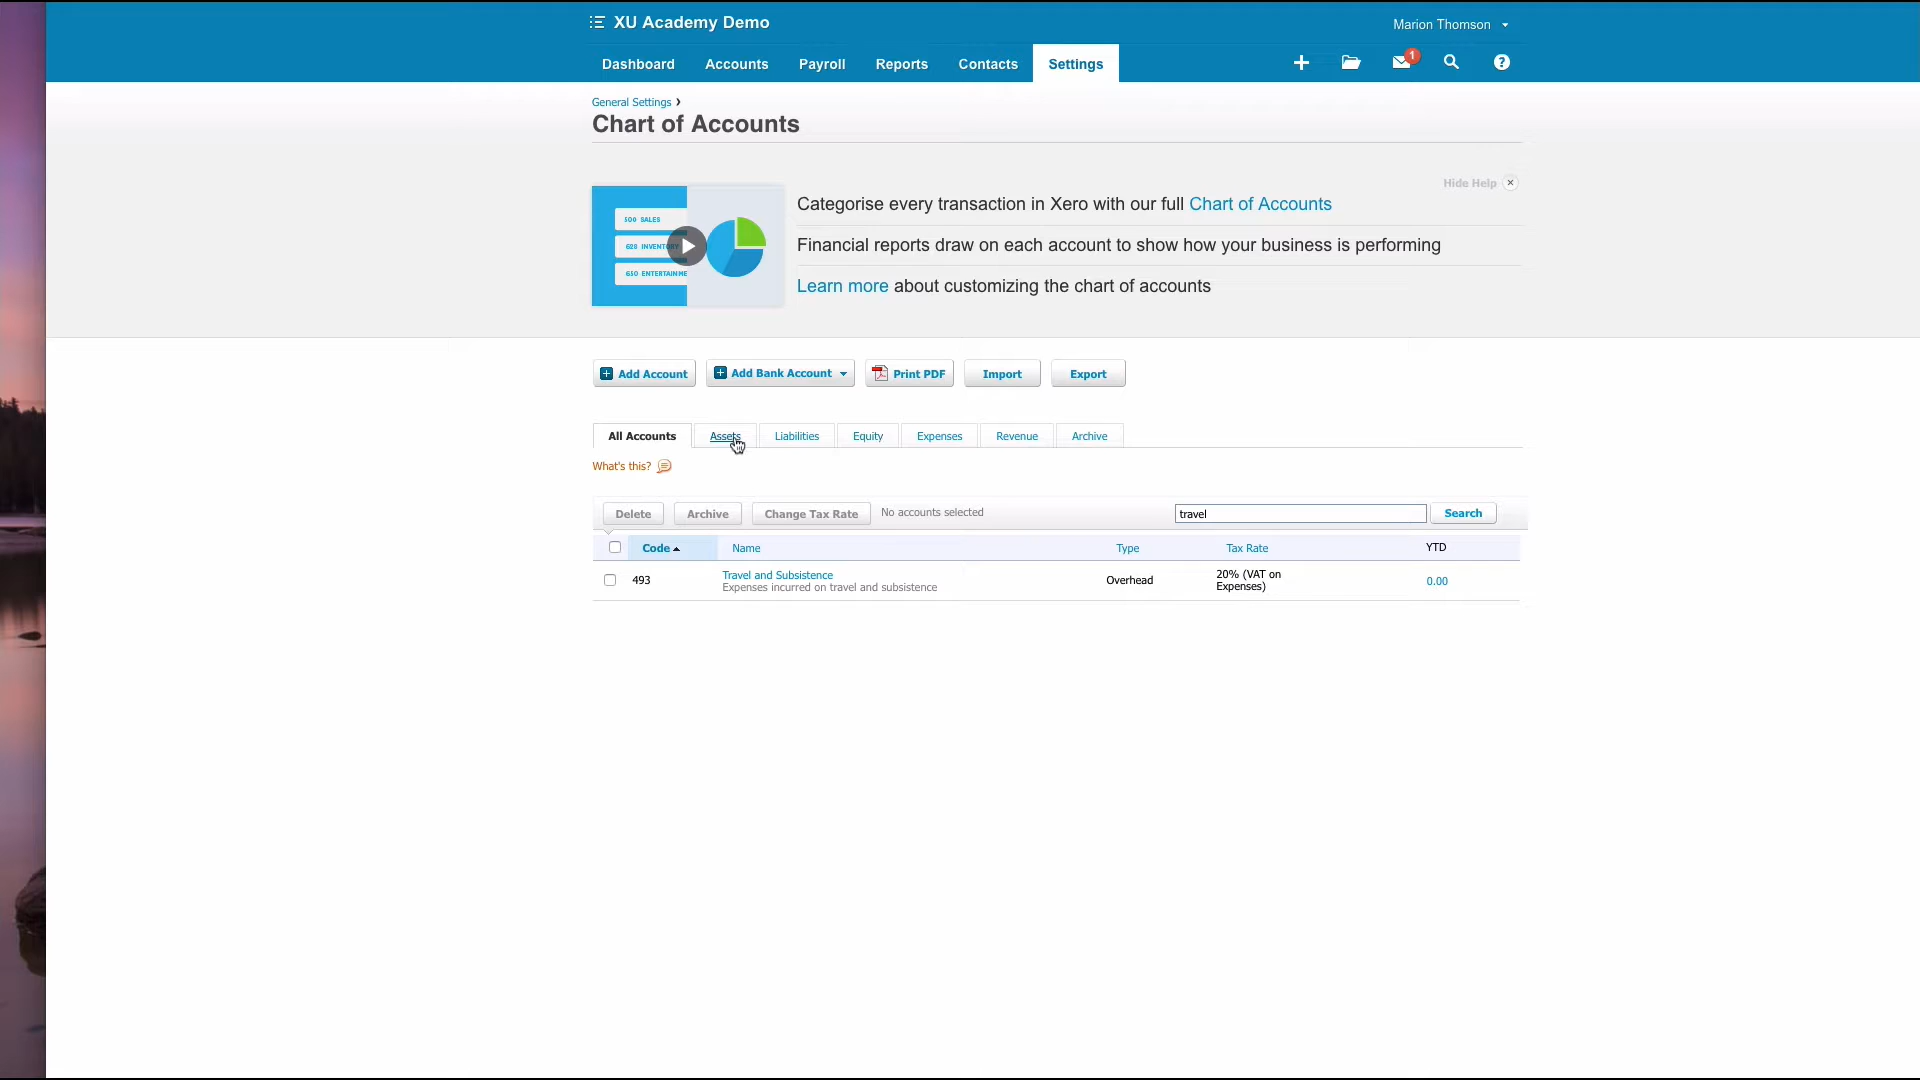 XU Academy Demo
Marion Thomson
Dashboard Accounts Payroll Reports Contacts Settings
1
?
General Settings ›
Chart of Accounts
Hide Help
500 SALES
628 INVENTORY
650 ENTERTAINME
Categorise every transaction in Xero with our full Chart of Accounts
Financial reports draw on each account to show how your business is performing
Learn more about customizing the chart of accounts
Add Account Add Bank Account Print PDF Import Export
All Accounts Assets Liabilities Equity Expenses Revenue Archive
What's this?
Delete Archive Change Tax Rate No accounts selected travel Search
Code Name Type Tax Rate YTD
493 Travel and Subsistence Overhead 20% (VAT on
Expenses incurred on travel and subsistence Expenses) 0.00